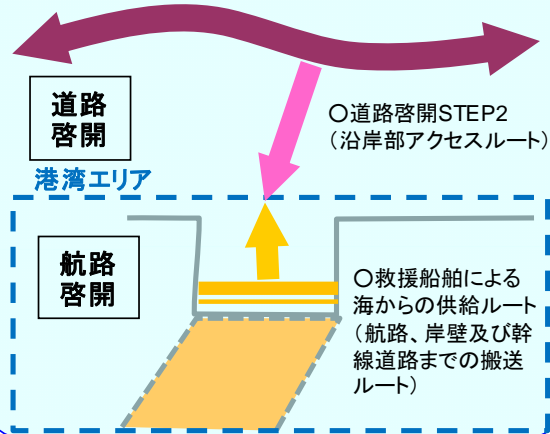 道路
啓開
〇道路啓開STEP2
（沿岸部アクセスルート）
港湾エリア
航路
啓開
〇救援船舶による
海からの供給ルート
（航路、岸壁及び幹
線道路までの搬送
ルート）